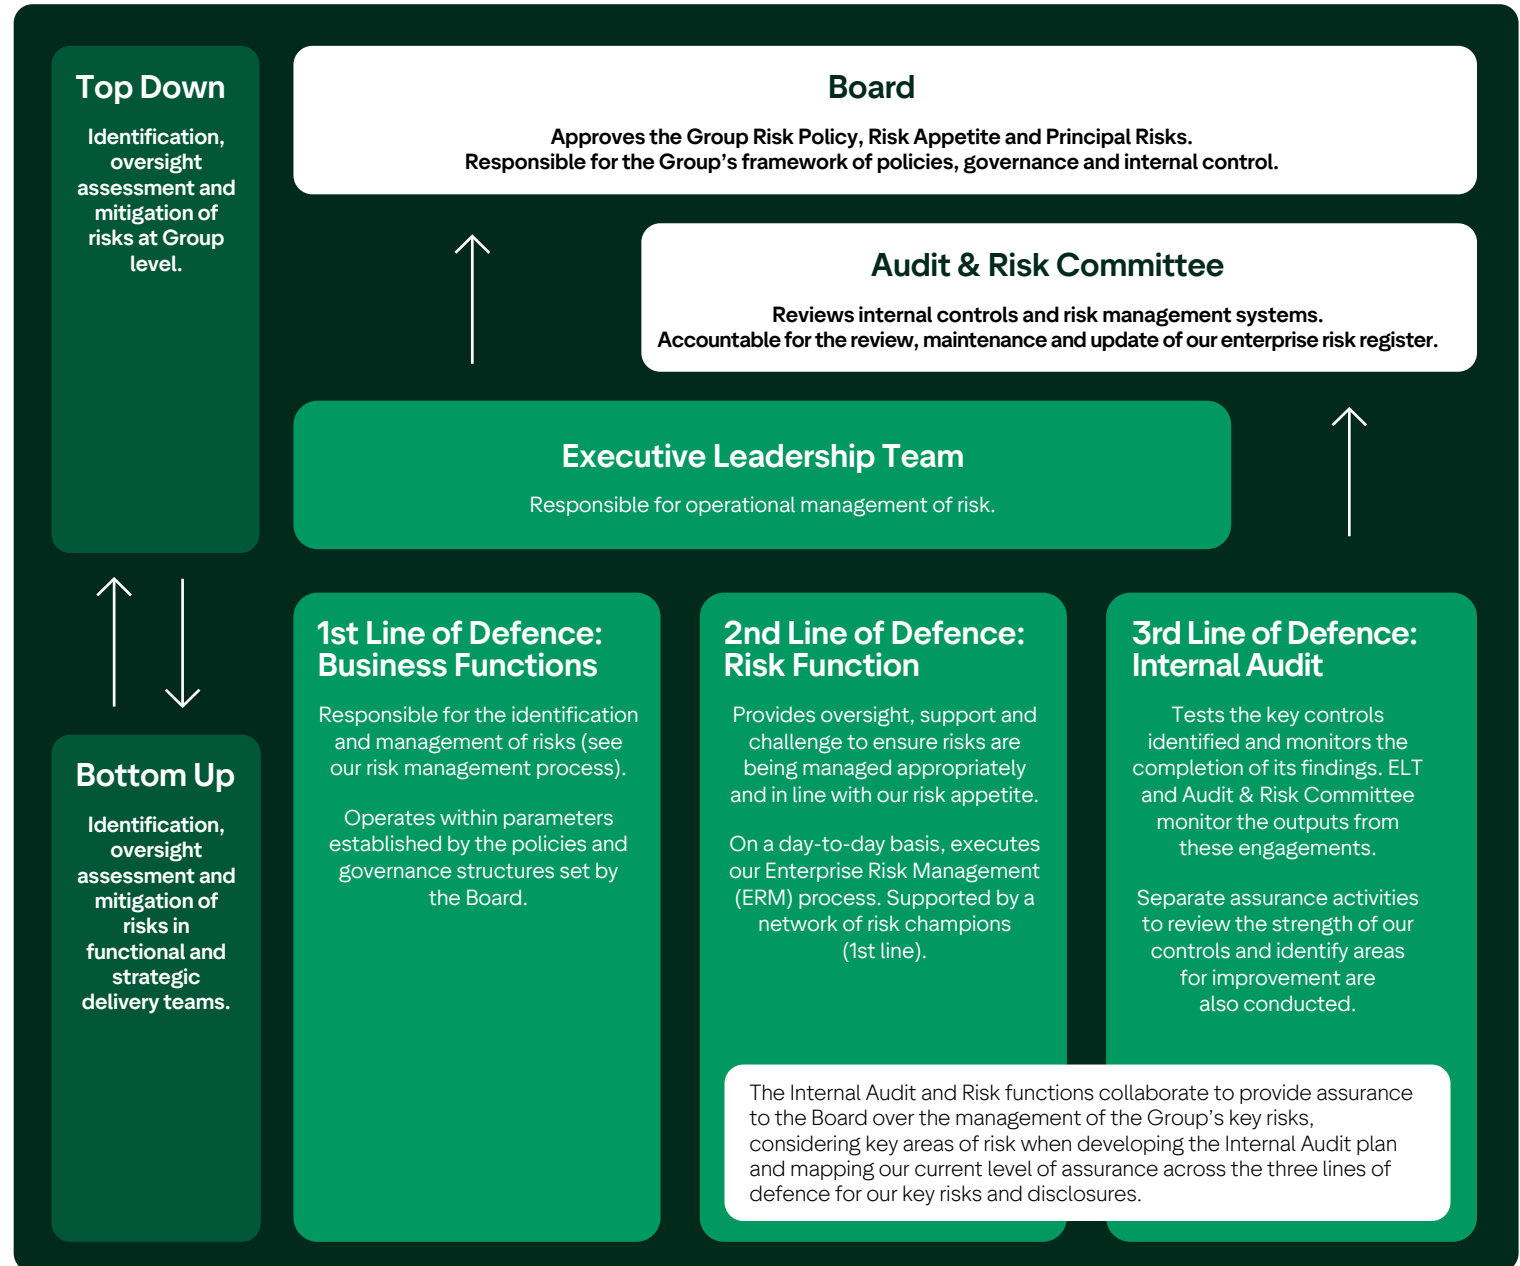 Top Down
Identification,
oversight
assessment and
mitigation of
risks at Group
level.
Board
Approves the Group Risk Policy, Risk Appetite and Principal Risks.
Responsible for the Group’s framework of policies, governance and internal control.
Audit & Risk Committee
Reviews internal controls and risk management systems.
Accountable for the review, maintenance and update of our enterprise risk register.
Executive Leadership Team
Responsible for operational management of risk.
Bottom Up
Identification,
oversight
assessment and
mitigation of
risks in
functional and
strategic
delivery teams.
1st Line of Defence:
Business Functions
Responsible for the identification
and management of risks (see
our risk management process).
Operates within parameters
established by the policies and
governance structures set by
the Board.
2nd Line of Defence:
Risk Function
Provides oversight, support and
challenge to ensure risks are
being managed appropriately
and in line with our risk appetite.
On a day-to-day basis, executes
our Enterprise Risk Management
(ERM) process. Supported by a
network of risk champions
(1st line).
3rd Line of Defence:
Internal Audit
Tests the key controls
identified and monitors the
completion of its findings. ELT
and Audit & Risk Committee
monitor the outputs from
these engagements.
Separate assurance activities
to review the strength of our
controls and identify areas
for improvement are
also conducted.
The Internal Audit and Risk functions collaborate to provide assurance
to the Board over the management of the Group’s key risks,
considering key areas of risk when developing the Internal Audit plan
and mapping our current level of assurance across the three lines of
defence for our key risks and disclosures.